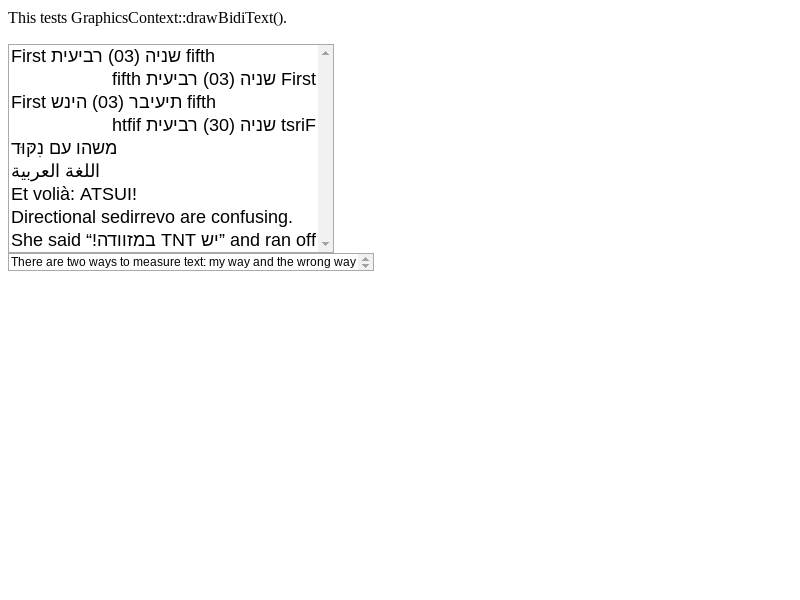 This tests GraphicsContext::drawBidiText().
First שניה (03) רביעית fifth
First שניה (03) רביעית fifth
First תיעיבר (03) הינש fifth
htfif שניה (30) רביעית tsriF
משהו עם נִקּוּד
اللغة العربية
Et volià: ATSUI!
Directional sedirrevo are confusing.
She said “יש TNT במזוודה!” and ran off
There are two ways to measure text: my way and the wrong way